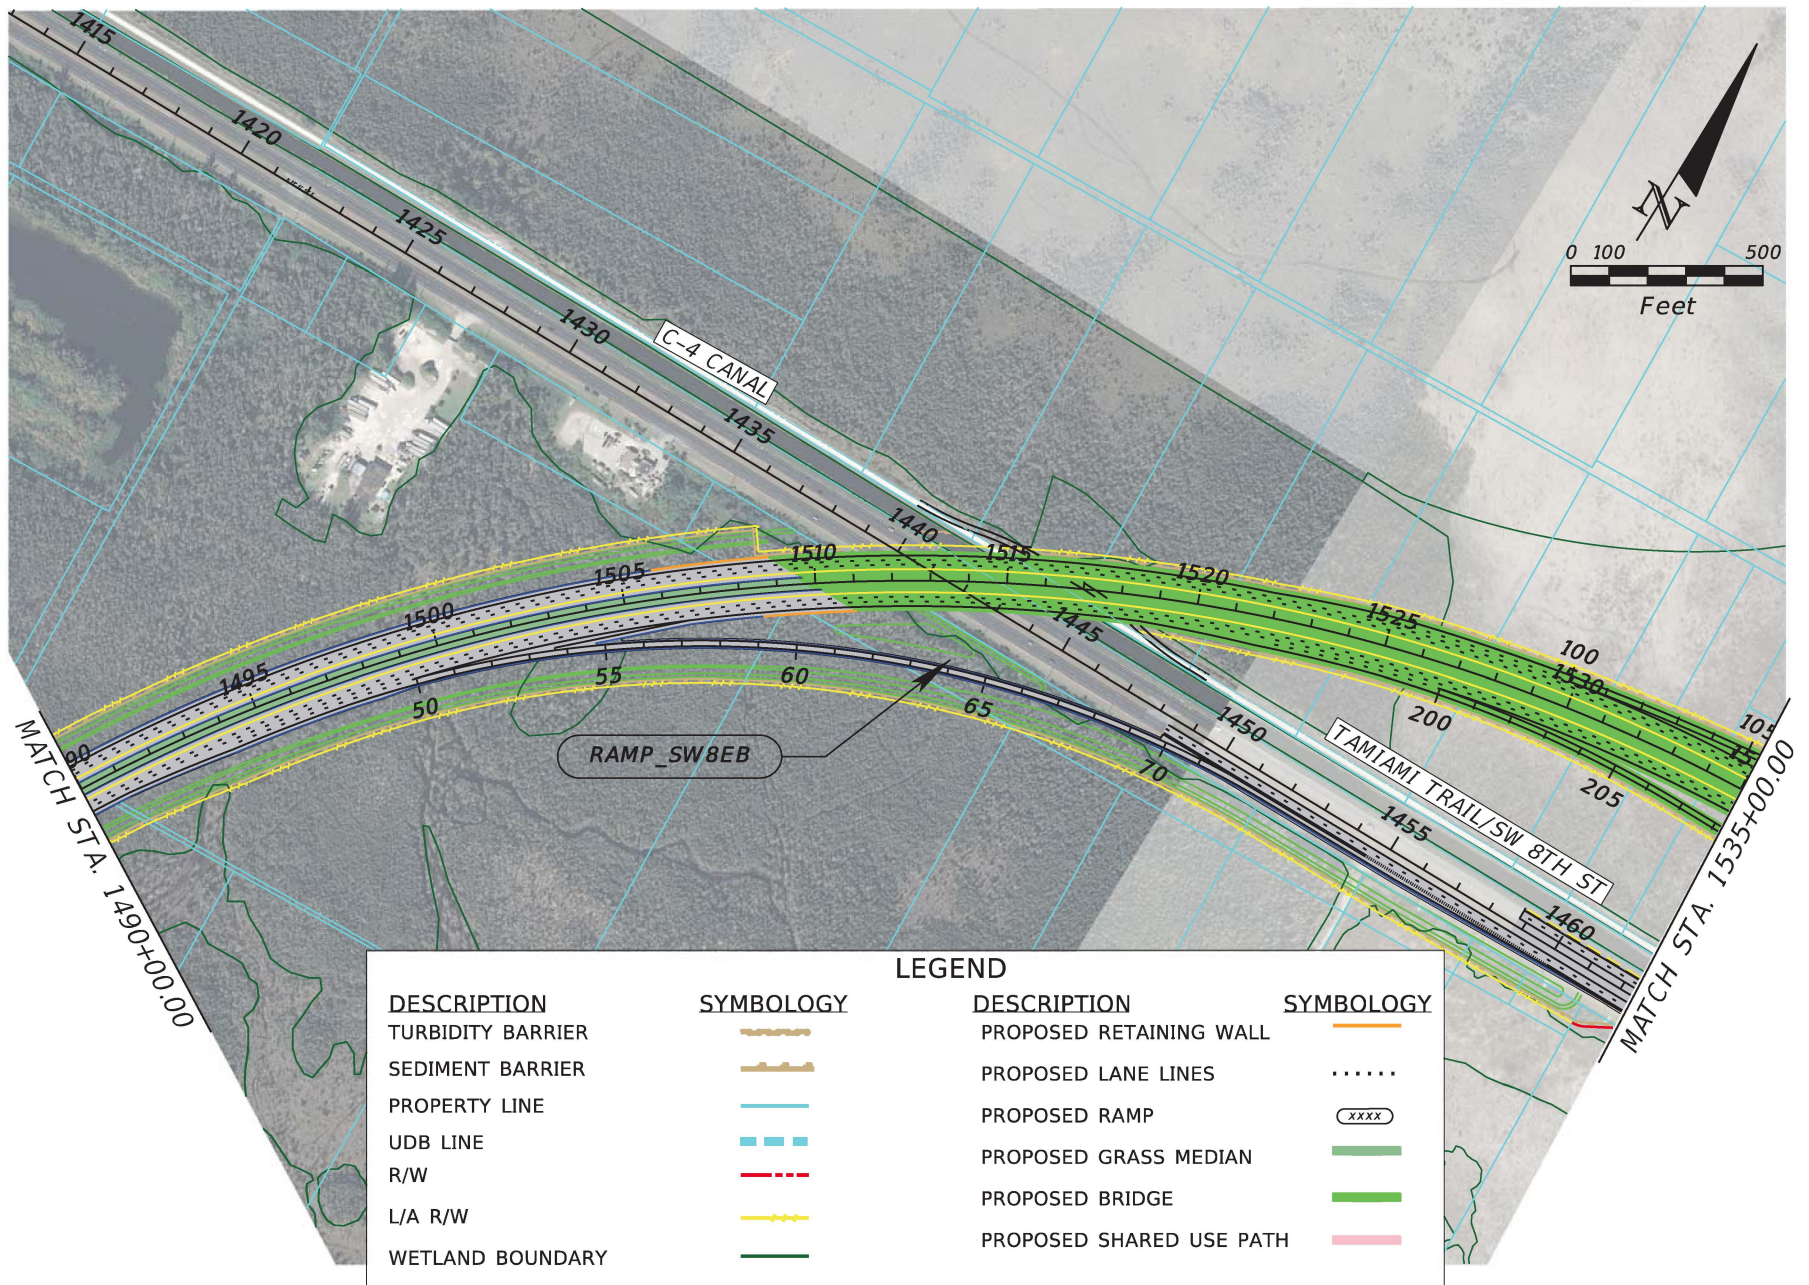 1415
1420
1425
1430
C-4 CANAL
1435
1440
1445
1450
1455
1460
N
0 100 500
Feet
90
1495
1500
1505
1510
1515
1520
1525
100
1530
105
15
200
205
50
55
60
65
70
RAMP_SW8EB
TAMIAMI TRAIL/SW 8TH ST
MATCH STA. 1490+00.00
MATCH STA. 1535+00.00
LEGEND
DESCRIPTION SYMBOLOGY
TURBIDITY BARRIER
SEDIMENT BARRIER
PROPERTY LINE
UDB LINE
R/W
L/A R/W
WETLAND BOUNDARY
DESCRIPTION SYMBOLOGY
PROPOSED RETAINING WALL
PROPOSED LANE LINES
PROPOSED RAMP XXXX
PROPOSED GRASS MEDIAN
PROPOSED BRIDGE
PROPOSED SHARED USE PATH